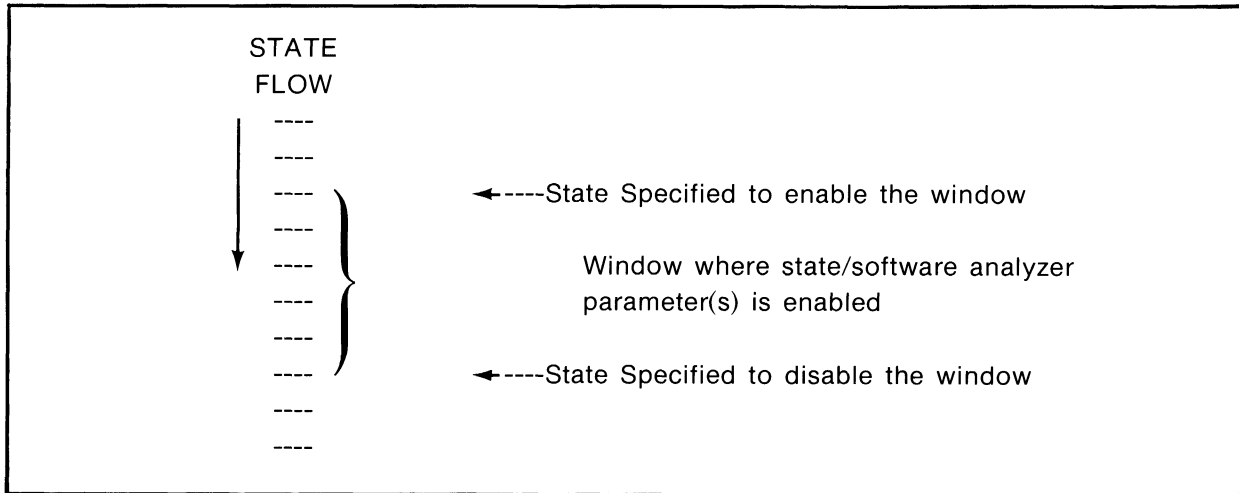 STATE
FLOW
----
----
---- ----State Specified to enable the window
----
---- Window where state/software analyzer
---- parameter(s) is enabled
----
---- ----State Specified to disable the window
----
----